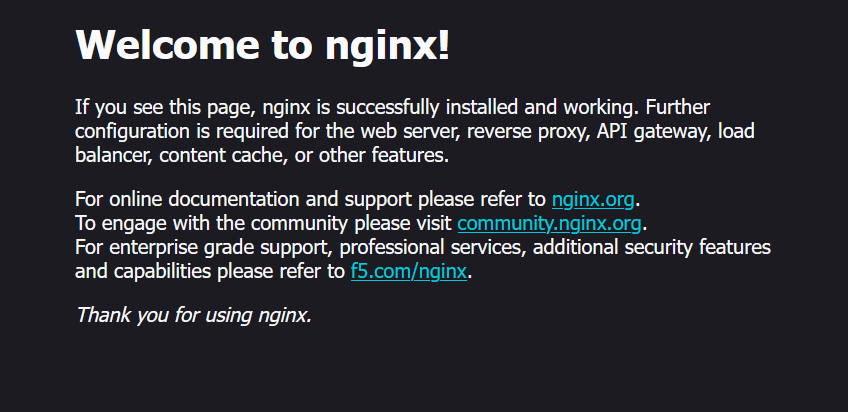 Welcome to nginx!
If you see this page, nginx is successfully installed and working. Further
configuration is required for the web server, reverse proxy, API gateway, load
balancer, content cache, or other features.
For online documentation and support please refer to nginx.org.
To engage with the community please visit community.nginx.org.
For enterprise grade support, professional services, additional security features
and capabilities please refer to f5.com/nginx.
Thank you for using nginx.